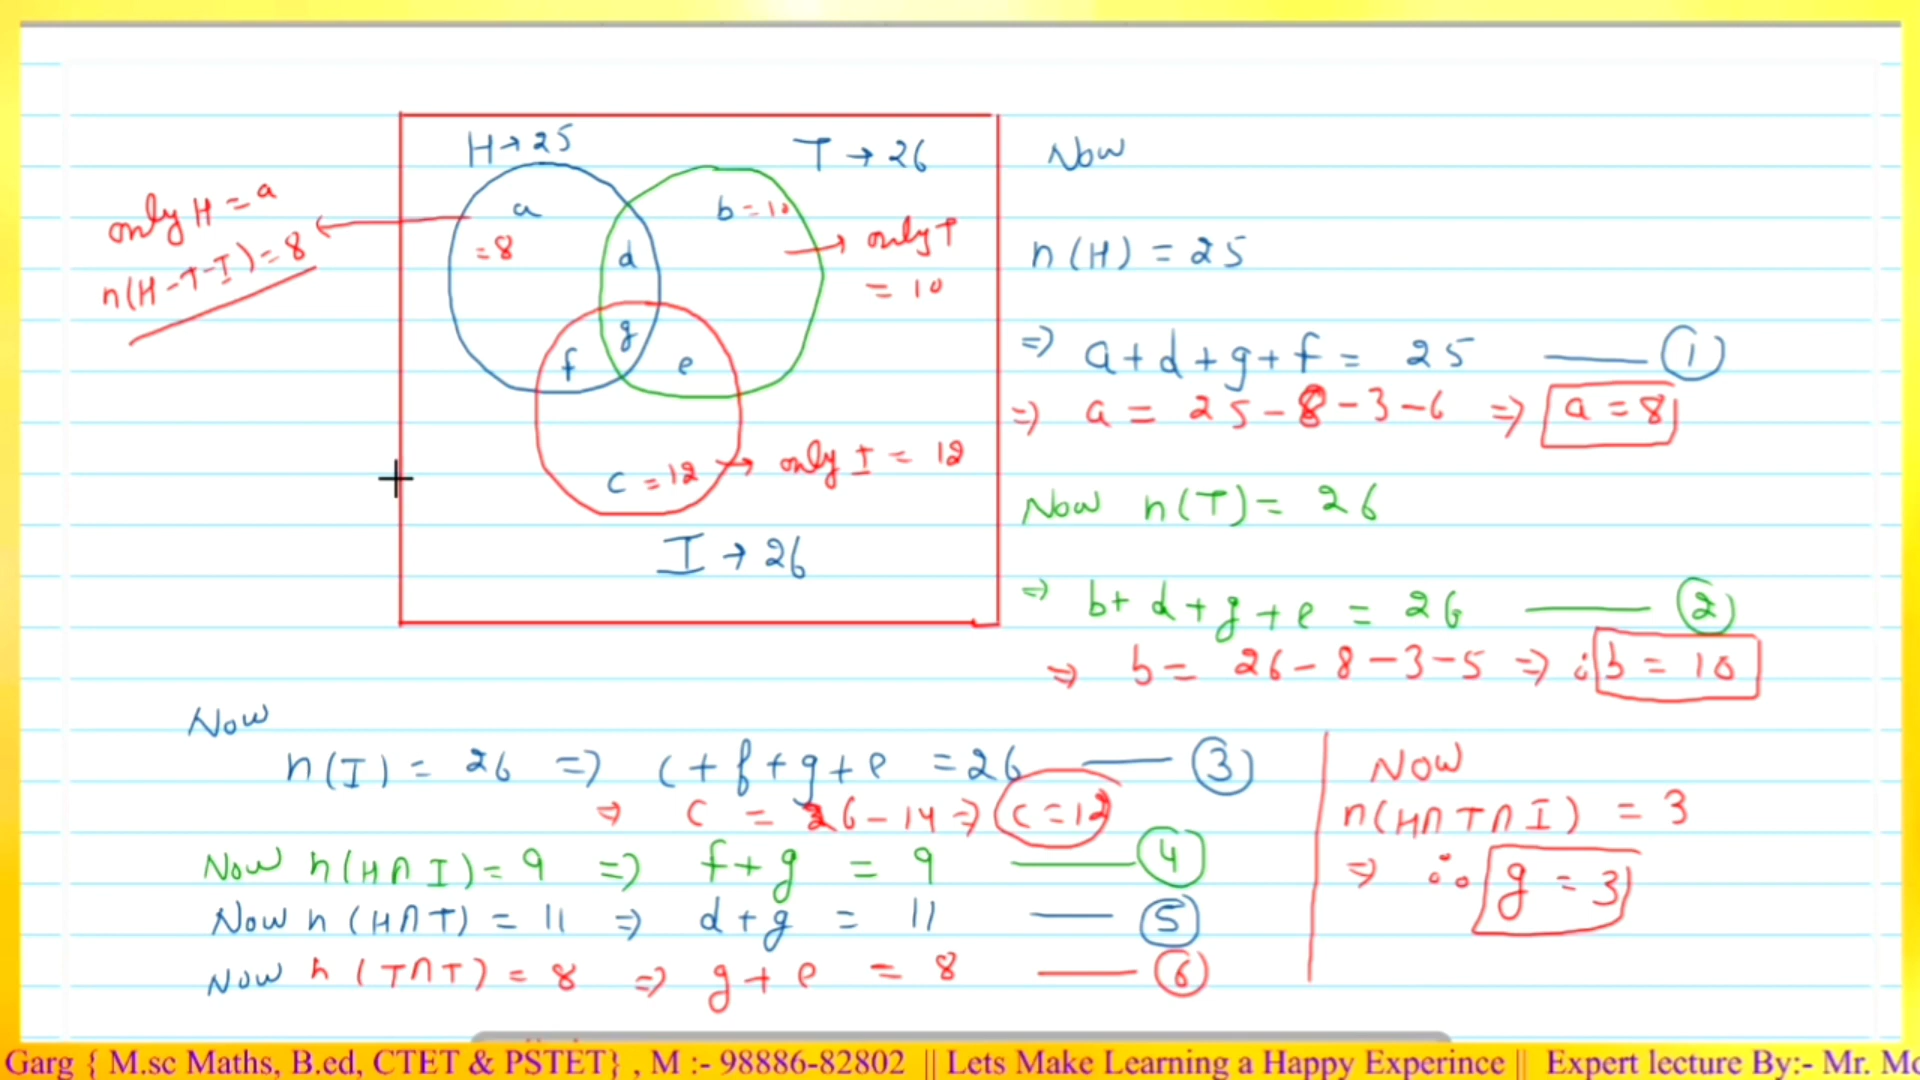 H → 25
T → 26
only H = a
n(H - T - I) = 8
a
= 8
b = 10
only T
= 10
d
g
f
e
c = 12
only I = 12
I → 26
Now
n(H) = 25
⇒ a + d + g + f = 25 —— ①
⇒ a = 25 - 8 - 3 - 6 ⇒ a = 8
Now n(T) = 26
⇒ b + d + g + e = 26 —— ②
⇒ b = 26 - 8 - 3 - 5 ⇒ b = 10
Now
n(I) = 26 ⇒ c + f + g + e = 26 —— ③
⇒ c = 26 - 14 ⇒ c = 12
Now n(H∩I) = 9 ⇒ f + g = 9 —— ④
Now n(H∩T) = 11 ⇒ d + g = 11 —— ⑤
Now n(T∩T) = 8 ⇒ g + e = 8 —— ⑥
Now
n(H∩T∩I) = 3
⇒ ∴ g = 3
Garg { M.sc Maths, B.ed, CTET & PSTET} , M :- 98886-82802 || Lets Make Learning a Happy Experince || Expert lecture By:- Mr. Mo